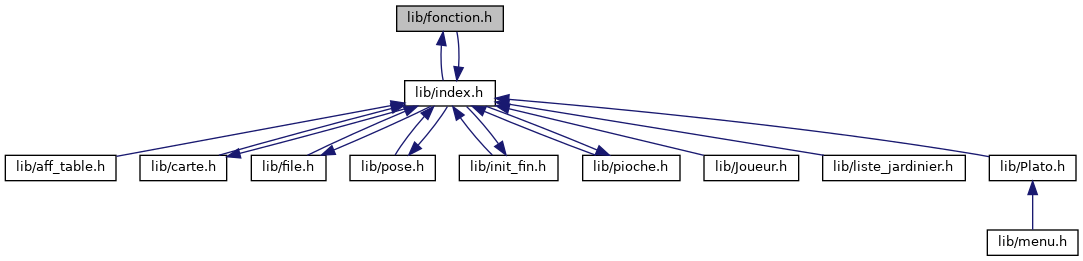 lib/fonction.h
lib/index.h
lib/aff_table.h
lib/carte.h
lib/file.h
lib/pose.h
lib/init_fin.h
lib/pioche.h
lib/Joueur.h
lib/liste_jardinier.h
lib/Plato.h
lib/menu.h